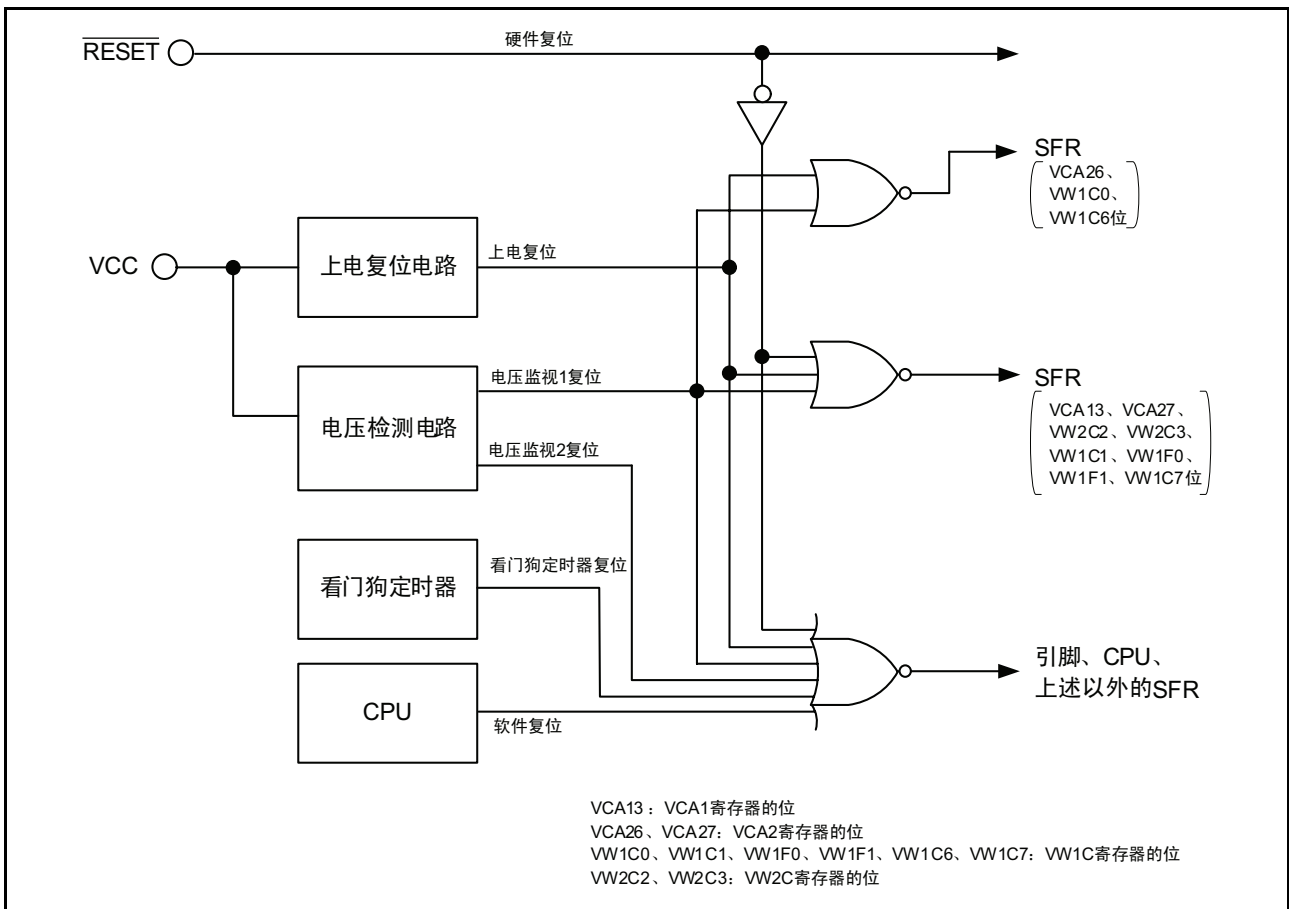 RESET
硬件复位
SFR
VCA26、
VW1C0、
VW1C6位
VCC
上电复位电路
上电复位
电压检测电路
电压监视1复位
电压监视2复位
SFR
VCA13、VCA27、
VW2C2、VW2C3、
VW1C1、VW1F0、
VW1F1、VW1C7位
看门狗定时器
看门狗定时器复位
CPU
软件复位
引脚、CPU、
上述以外的SFR
VCA13：VCA1寄存器的位
VCA26、VCA27：VCA2寄存器的位
VW1C0、VW1C1、VW1F0、VW1F1、VW1C6、VW1C7：VW1C寄存器的位
VW2C2、VW2C3：VW2C寄存器的位